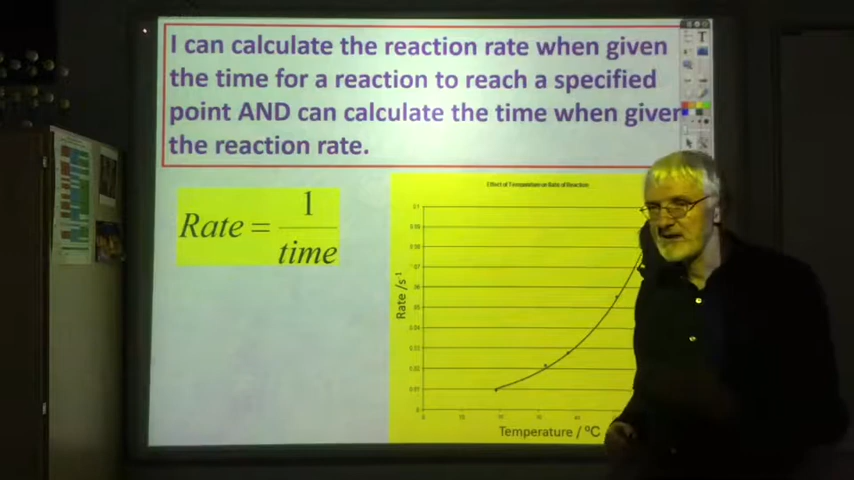 I can calculate the reaction rate when given
the time for a reaction to reach a specified
point AND can calculate the time when given
the reaction rate.
Rate = 1
time
Effect of Temperature on Rate of Reaction
Rate /s⁻¹
Temperature / ºC